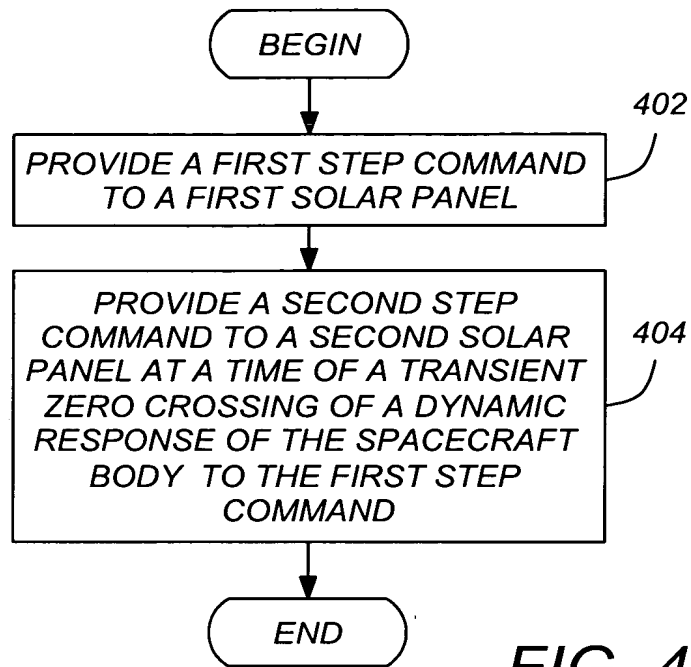 BEGIN
402
PROVIDE A FIRST STEP COMMAND
TO A FIRST SOLAR PANEL
PROVIDE A SECOND STEP
COMMAND TO A SECOND SOLAR
PANEL AT A TIME OF A TRANSIENT
ZERO CROSSING OF A DYNAMIC
RESPONSE OF THE SPACECRAFT
BODY TO THE FIRST STEP
COMMAND
404
END
FIG. 4